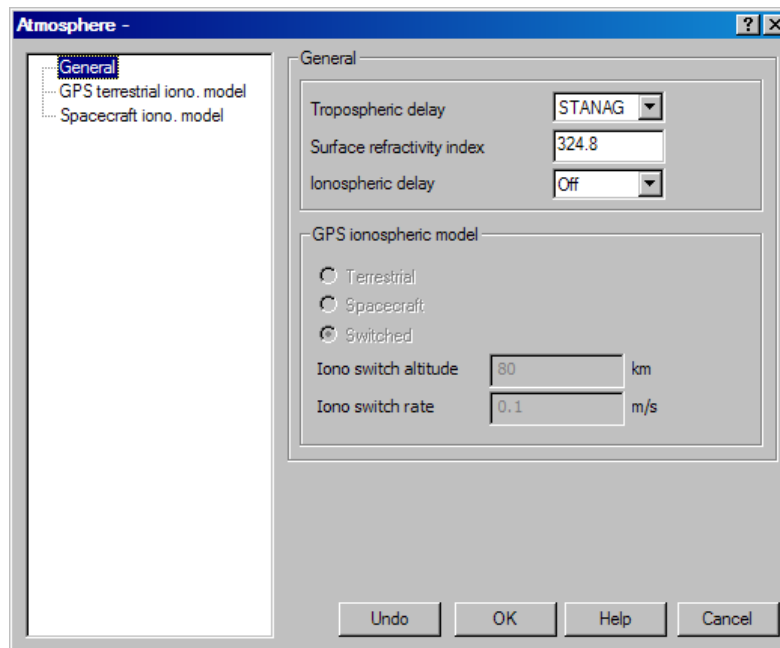 Atmosphere -
General
GPS terrestrial iono. model
Spacecraft iono. model
General
Tropospheric delay STANAG
Surface refractivity index 324.8
Ionospheric delay Off
GPS ionospheric model
Terrestrial
Spacecraft
Switched
Iono switch altitude 80 km
Iono switch rate 0.1 m/s
Undo OK Help Cancel